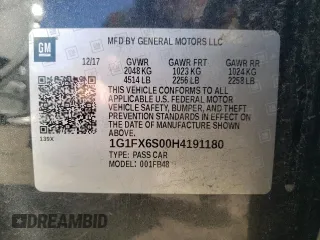 GM
MFD BY GENERAL MOTORS LLC
12/17 GVWR GAWR FRT GAWR RR
2048 KG 1023 KG 1024 KG
4514 LB 2256 LB 2258 LB
THIS VEHICLE CONFORMS TO ALL
APPLICABLE U.S. FEDERAL MOTOR
VEHICLE SAFETY, BUMPER, AND THEFT
PREVENTION STANDARDS IN EFFECT
ON THE DATE OF MANUFACTURE
SHOWN ABOVE.
135X
1G1FX6S00H4191180
TYPE: PASS CAR
MODEL: 001FB48
DREAMBID.COM